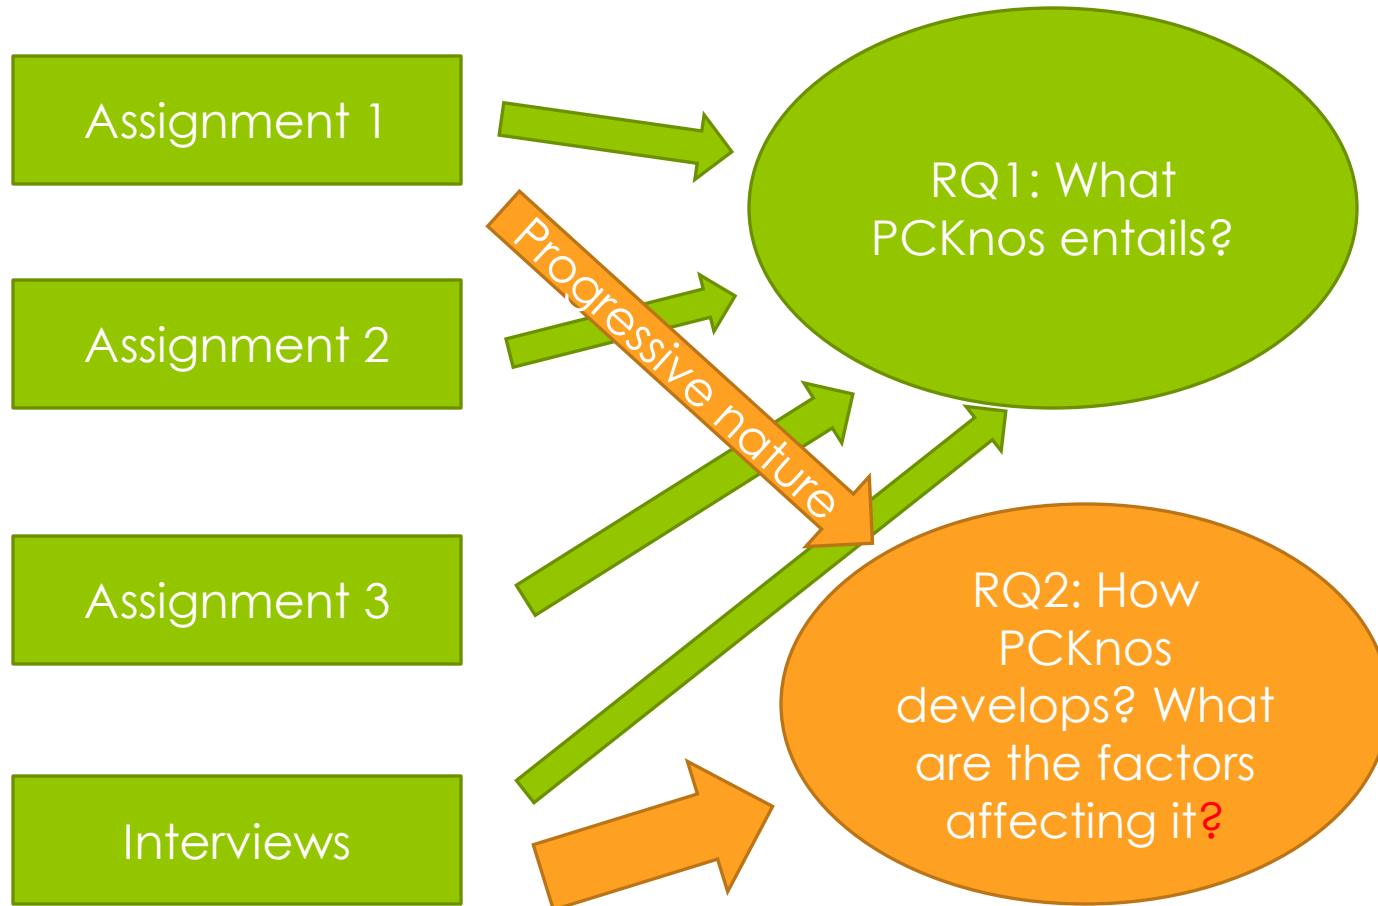 Assignment 1
Assignment 2
Assignment 3
Interviews
Progressive nature
RQ1: What
PCKnos entails?
RQ2: How
PCKnos
develops? What
are the factors
affecting it?